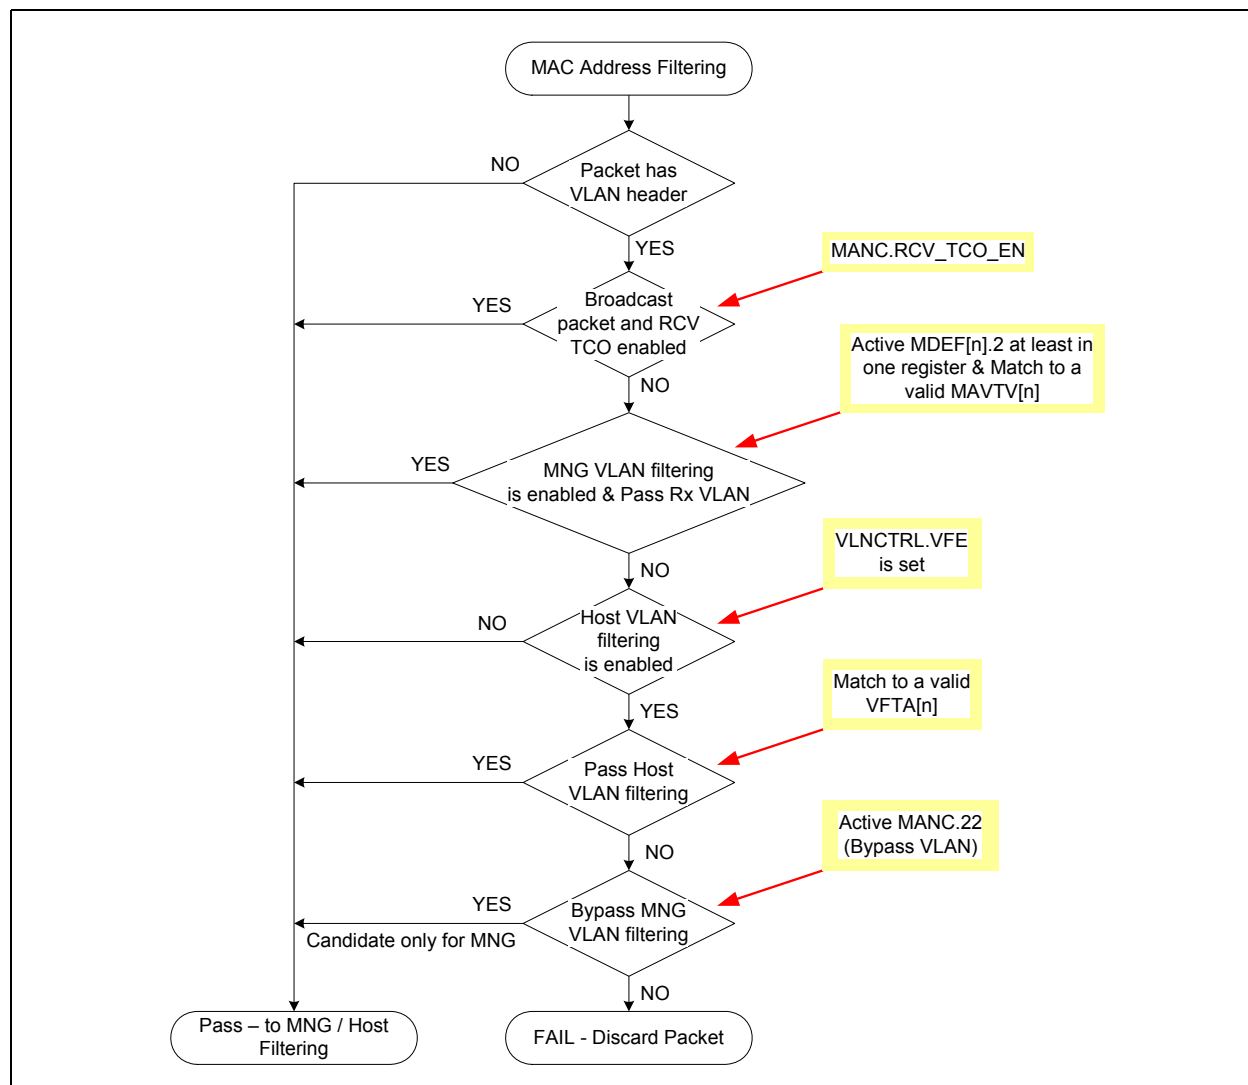 MAC Address Filtering
NO
Packet has
VLAN header
YES
MANC.RCV_TCO_EN
YES
Broadcast
packet and RCV
TCO enabled
Active MDEF[n].2 at least in
one register & Match to a
valid MAVTV[n]
NO
YES
MNG VLAN filtering
is enabled & Pass Rx VLAN
VLNCTRL.VFE
is set
NO
NO
Host VLAN
filtering
is enabled
Match to a valid
VFTA[n]
YES
YES
Pass Host
VLAN filtering
Active MANC.22
(Bypass VLAN)
NO
YES
Bypass MNG
VLAN filtering
Candidate only for MNG
NO
Pass – to MNG / Host
Filtering
FAIL - Discard Packet